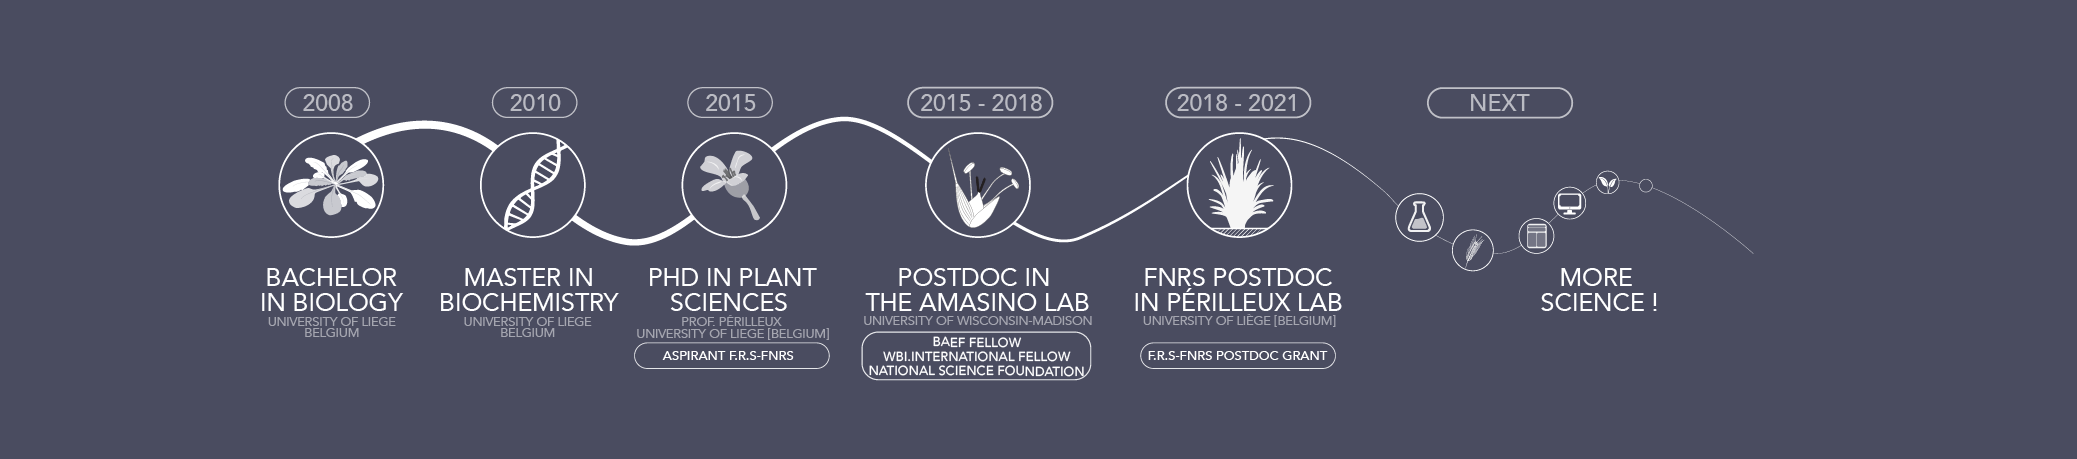 2008
BACHELOR
IN BIOLOGY
UNIVERSITY OF LIEGE
BELGIUM
2010
MASTER IN
BIOCHEMISTRY
UNIVERSITY OF LIEGE
BELGIUM
2015
PHD IN PLANT
SCIENCES
PROF. PÉRILLEUX
UNIVERSITY OF LIEGE [BELGIUM]
ASPIRANT F.R.S-FNRS
2015 - 2018
POSTDOC IN
THE AMASINO LAB
UNIVERSITY OF WISCONSIN-MADISON
BAEF FELLOW
WBI.INTERNATIONAL FELLOW
NATIONAL SCIENCE FOUNDATION
2018 - 2021
FNRS POSTDOC
IN PÉRILLEUX LAB
UNIVERSITY OF LIÈGE [BELGIUM]
F.R.S-FNRS POSTDOC GRANT
NEXT
MORE
SCIENCE !